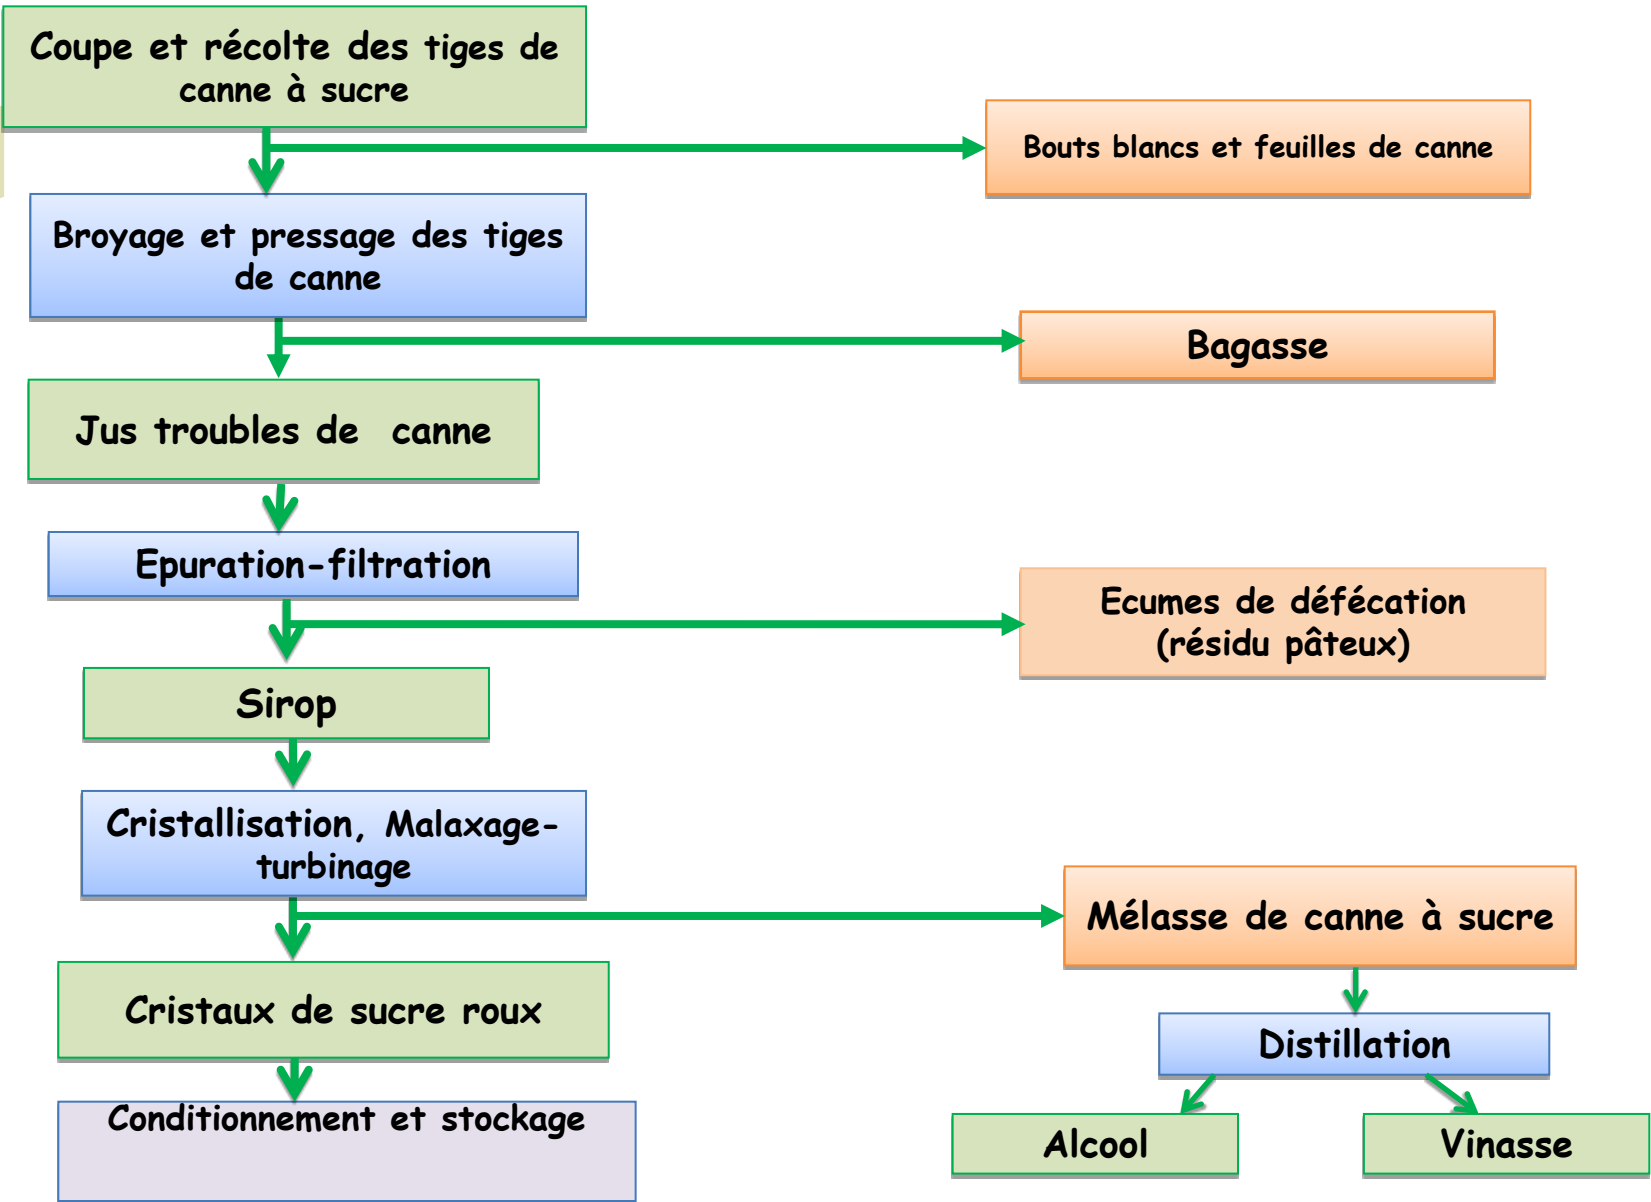 Coupe et récolte des tiges de
canne à sucre
Bouts blancs et feuilles de canne
Broyage et pressage des tiges
de canne
Bagasse
Jus troubles de canne
Epuration-filtration
Ecumes de défécation
(résidu pâteux)
Sirop
Cristallisation, Malaxage-
turbinage
Mélasse de canne à sucre
Cristaux de sucre roux
Distillation
Conditionnement et stockage
Alcool
Vinasse